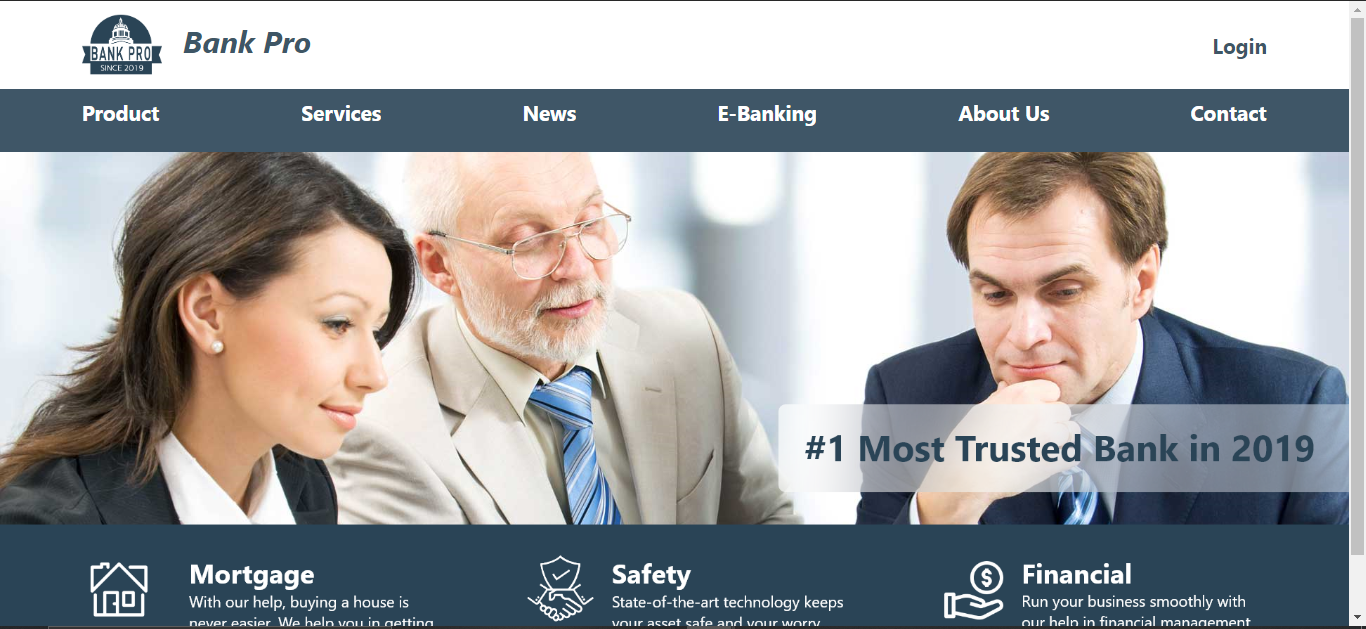 BANK PRO
SINCE 2019
Bank Pro
Login
Product Services News E-Banking About Us Contact
#1 Most Trusted Bank in 2019
Mortgage
With our help, buying a house is
never easier. We help you in getting
Safety
State-of-the-art technology keeps
your asset safe and your worry
Financial
Run your business smoothly with
our help in financial management